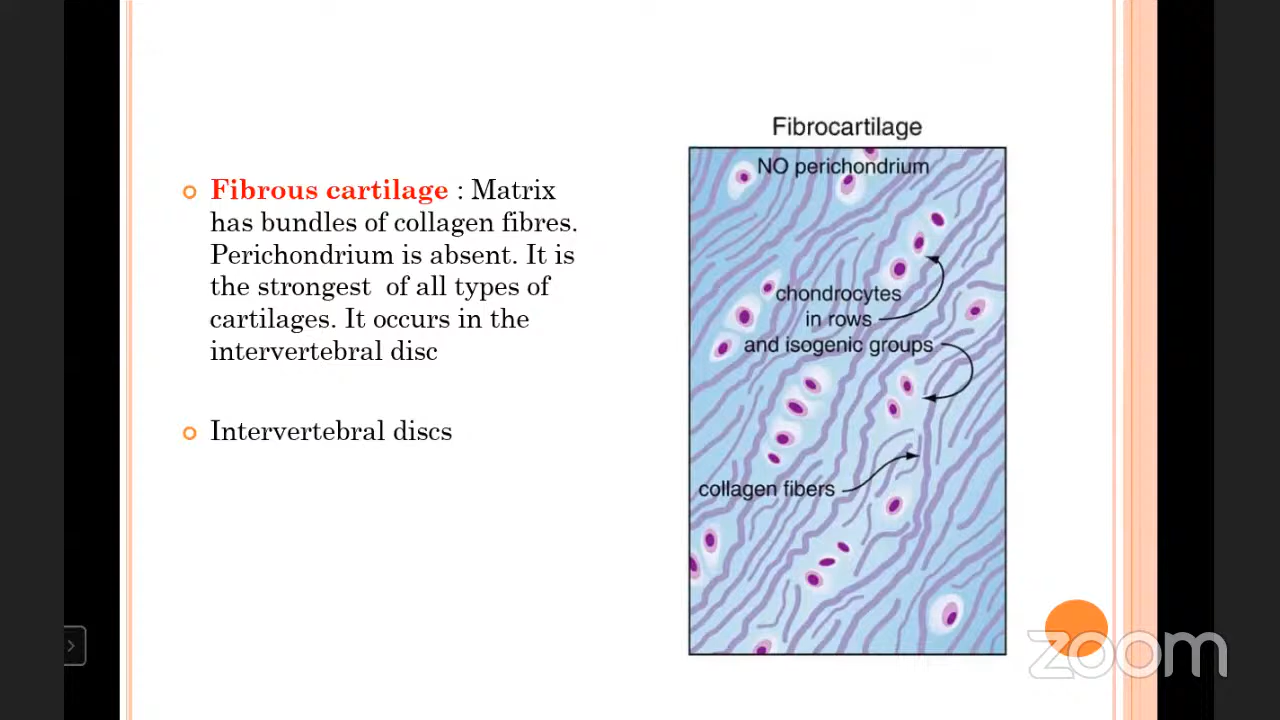 Fibrous cartilage : Matrix
has bundles of collagen fibres.
Perichondrium is absent. It is
the strongest of all types of
cartilages. It occurs in the
intervertebral disc
Intervertebral discs
Fibrocartilage
NO perichondrium
chondrocytes
in rows
and isogenic groups
collagen fibers
zoom